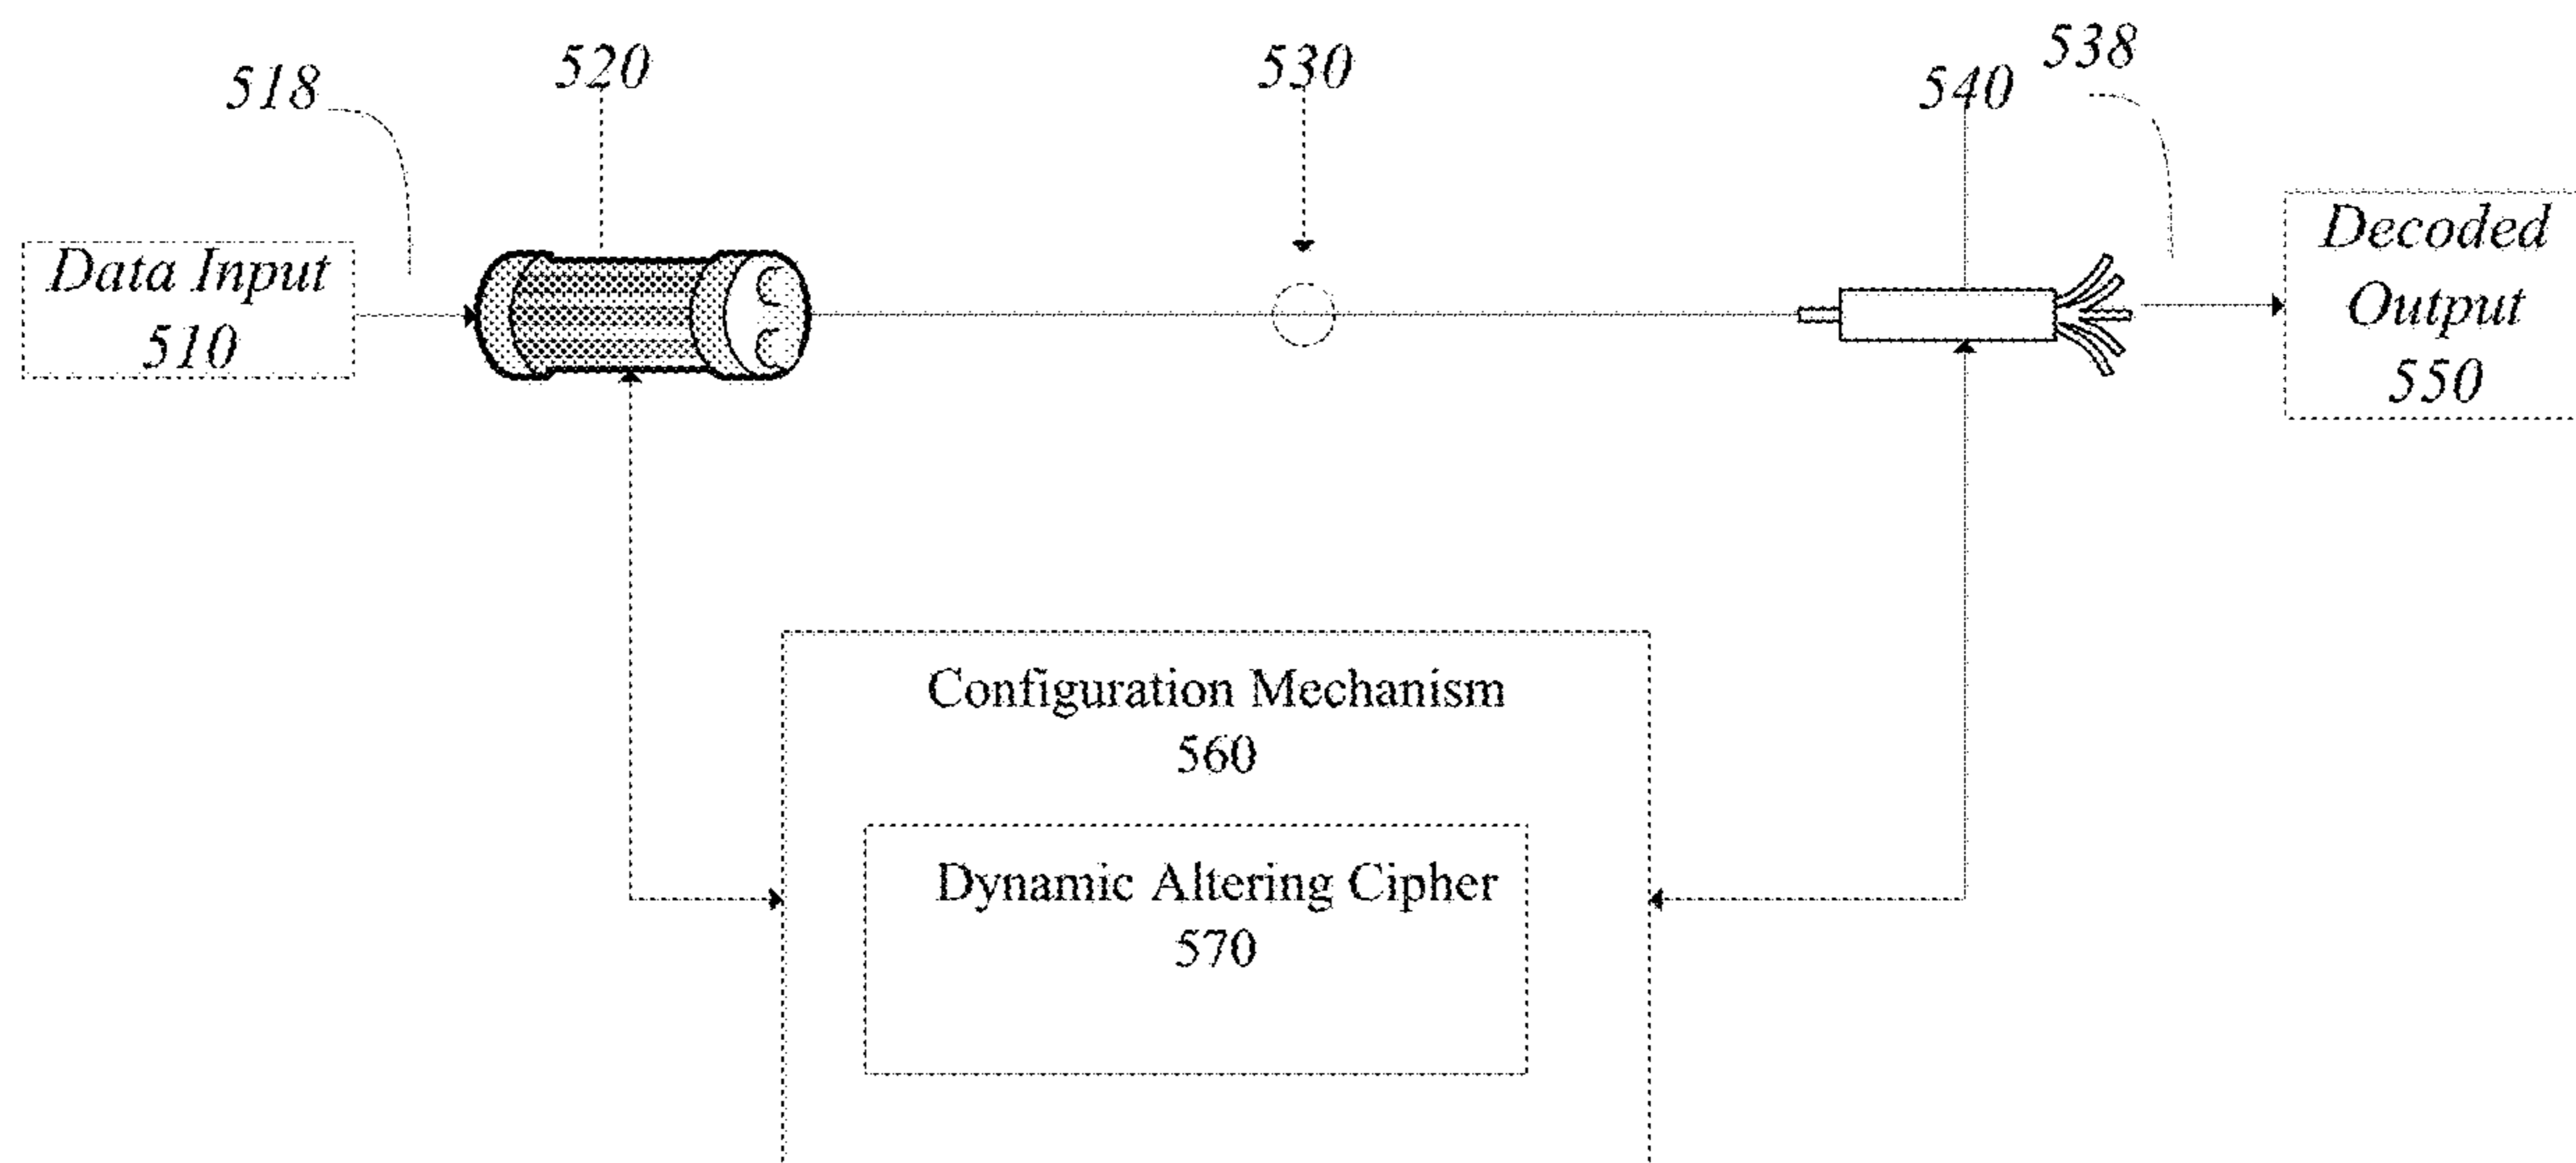 518
520
530
540
538
Data Input
510
Decoded
Output
550
Configuration Mechanism
560
Dynamic Altering Cipher
570